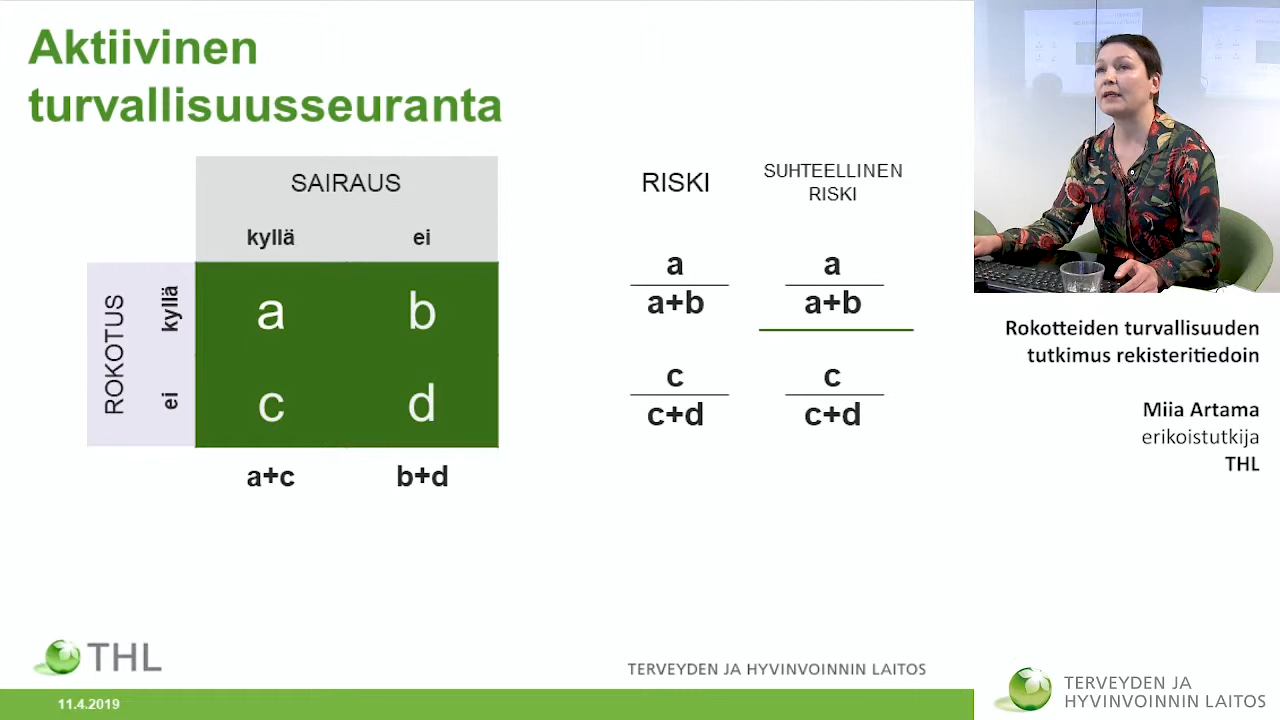 Aktiivinen
turvallisuusseuranta
SAIRAUS
kyllä ei
ROKOTUS
kyllä
a b
ei
c d
a+c b+d
RISKI
a
a+b
c
c+d
SUHTEELLINEN
RISKI
a
a+b
c
c+d
THL
TERVEYDEN JA HYVINVOINNIN LAITOS
11.4.2019
Rokotteiden turvallisuuden
tutkimus rekisteritiedoin
Miia Artama
erikoistutkija
THL
TERVEYDEN JA
HYVINVOINNIN LAITOS